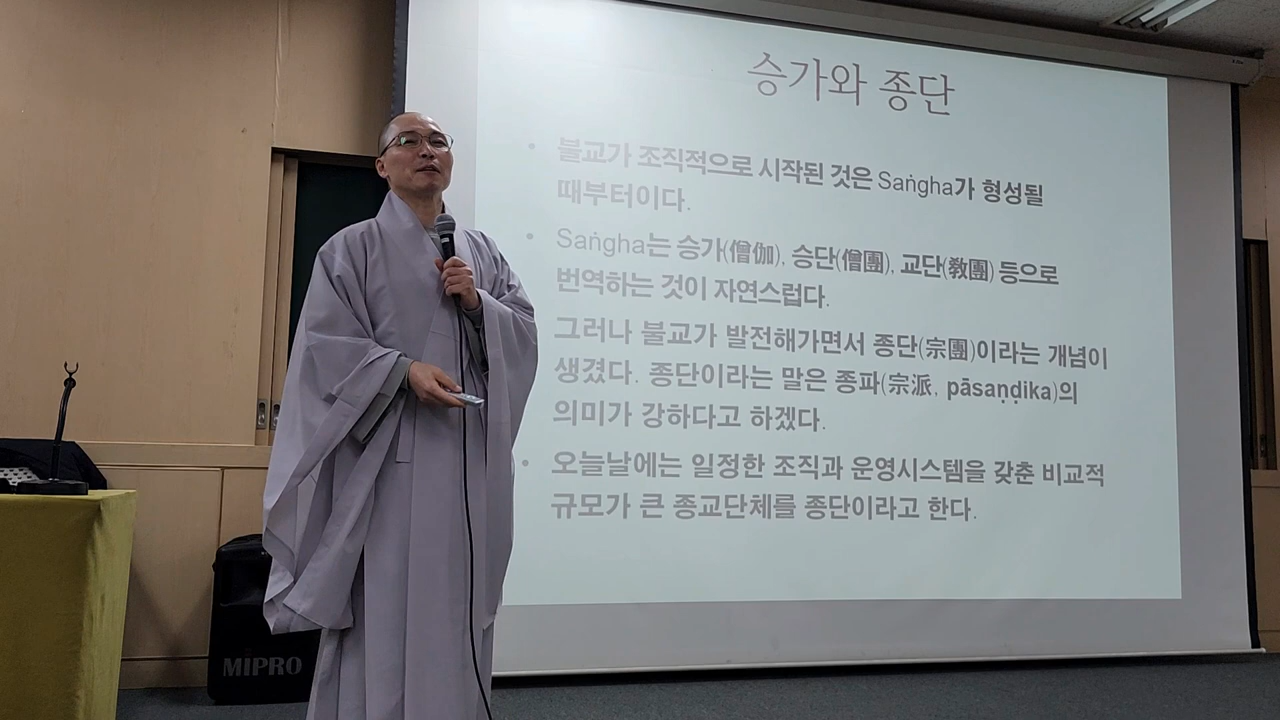 승가와 종단
• 불교가 조직적으로 시작된 것은 Saṅgha가 형성될
때부터이다.
• Saṅgha는 승가(僧伽), 승단(僧團), 교단(敎團) 등으로
번역하는 것이 자연스럽다.
그러나 불교가 발전해가면서 종단(宗團)이라는 개념이
생겼다. 종단이라는 말은 종파(宗派, pāsaṇḍika)의
의미가 강하다고 하겠다.
• 오늘날에는 일정한 조직과 운영시스템을 갖춘 비교적
규모가 큰 종교단체를 종단이라고 한다.
MIPRO